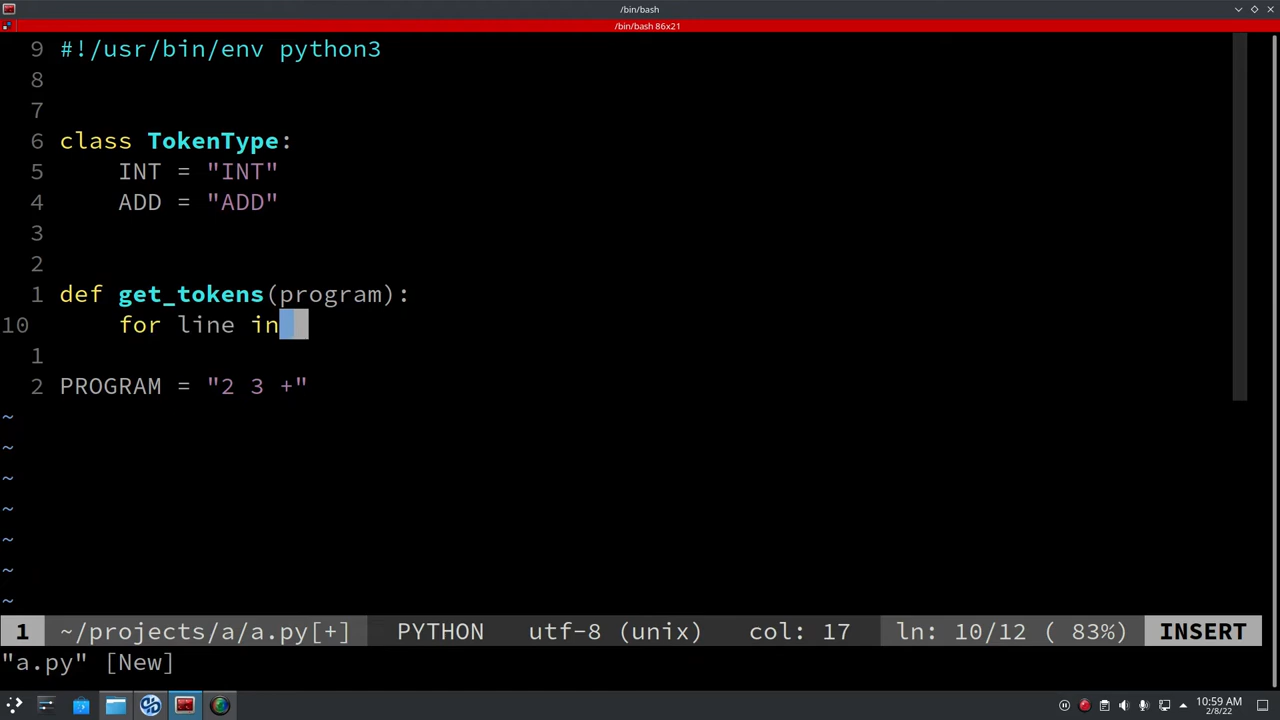 /bin/bash
/bin/bash 86x21
9 #!/usr/bin/env python3
8
7
6 class TokenType:
5     INT = "INT"
4     ADD = "ADD"
3
2
1 def get_tokens(program):
10     for line in
1
2 PROGRAM = "2 3 +"
~
~
~
~
~
~
~
1 ~/projects/a/a.py[+] PYTHON utf-8 (unix) col: 17 ln: 10/12 ( 83%) INSERT
"a.py" [New]
10:59 AM
2/8/22